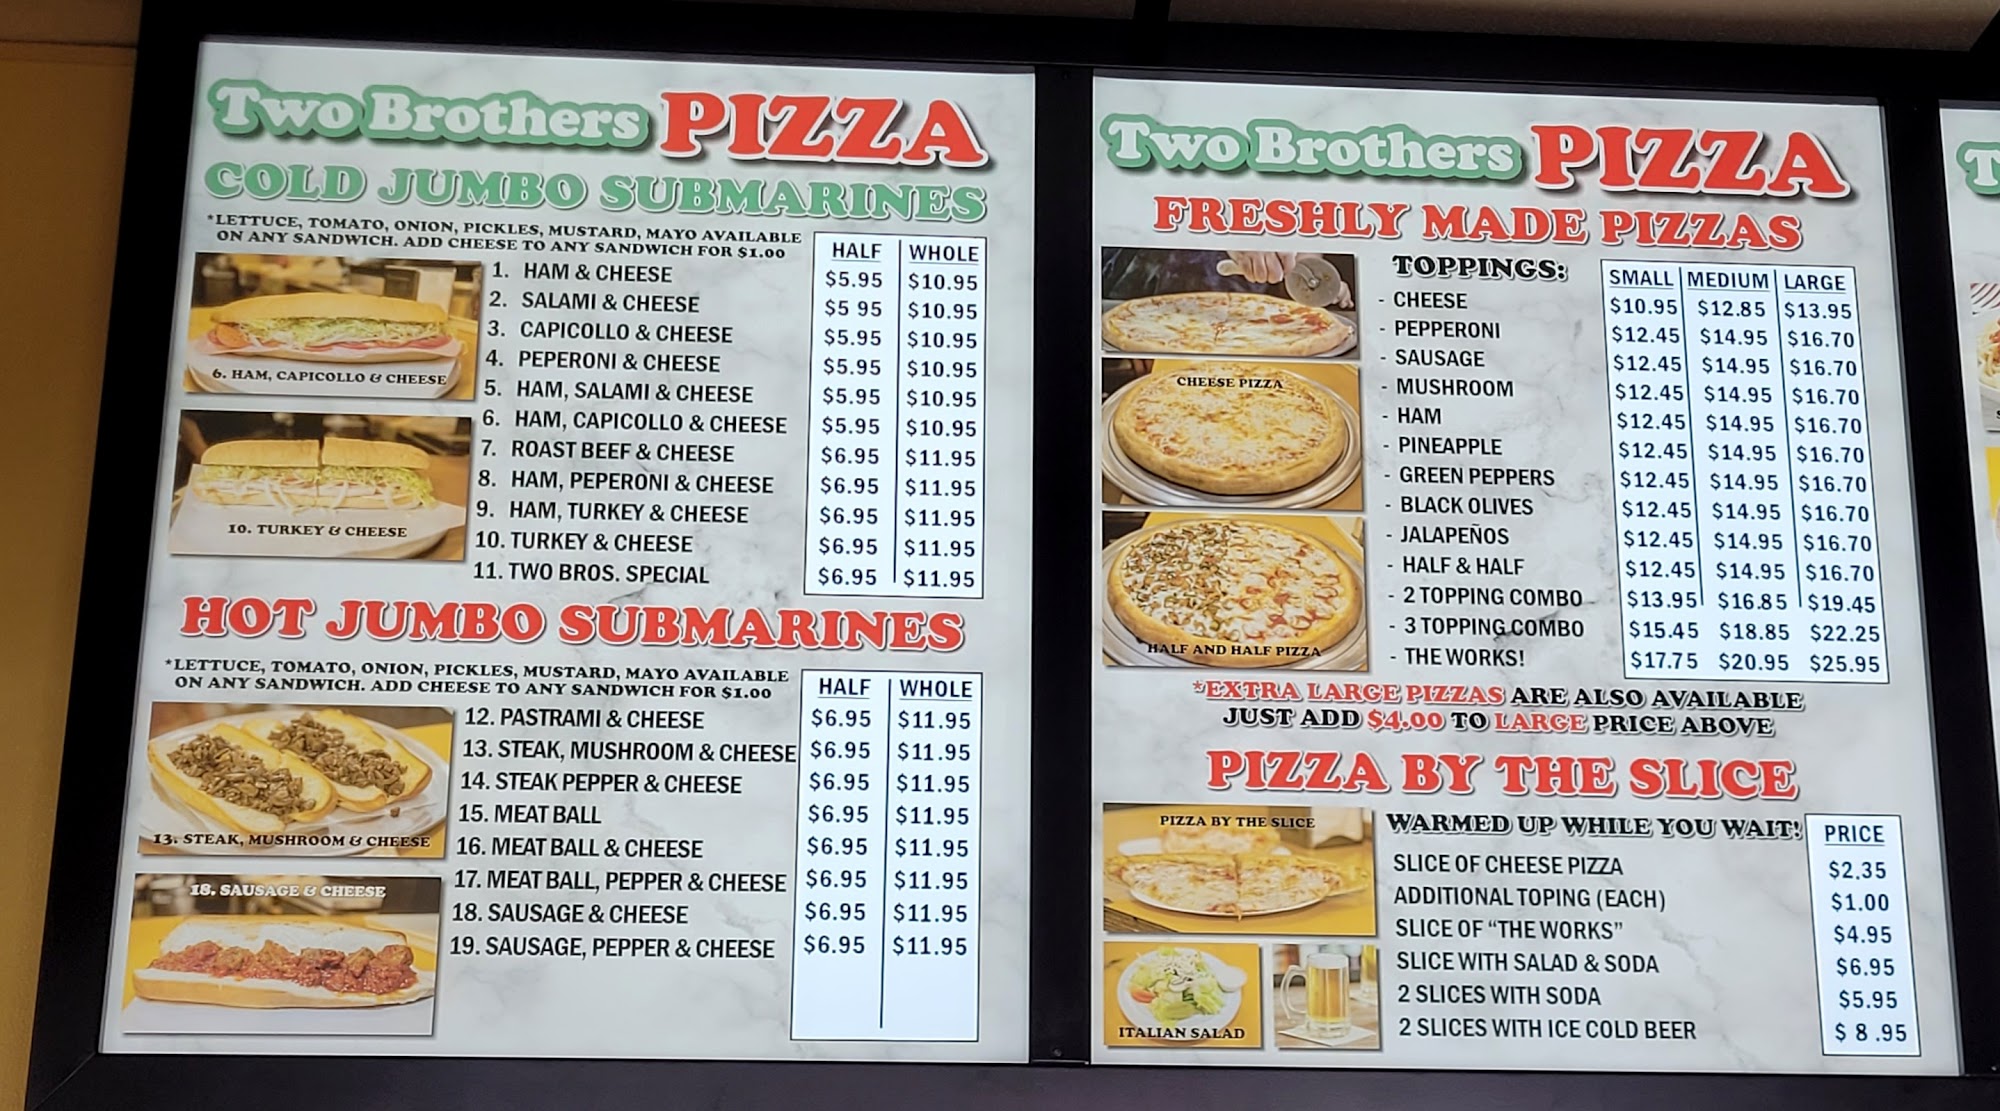 Two Brothers PIZZA
COLD JUMBO SUBMARINES
*LETTUCE, TOMATO, ONION, PICKLES, MUSTARD, MAYO AVAILABLE
ON ANY SANDWICH. ADD CHEESE TO ANY SANDWICH FOR $1.00
HALF WHOLE
1. HAM & CHEESE $5.95 $10.95
2. SALAMI & CHEESE $5 95 $10.95
3. CAPICOLLO & CHEESE $5.95 $10.95
4. PEPERONI & CHEESE $5.95 $10.95
5. HAM, SALAMI & CHEESE $5.95 $10.95
6. HAM, CAPICOLLO & CHEESE $5.95 $10.95
7. ROAST BEEF & CHEESE $6.95 $11.95
8. HAM, PEPERONI & CHEESE $6.95 $11.95
9. HAM, TURKEY & CHEESE $6.95 $11.95
10. TURKEY & CHEESE $6.95 $11.95
11. TWO BROS. SPECIAL $6.95 $11.95
6. HAM, CAPICOLLO & CHEESE
10. TURKEY & CHEESE
HOT JUMBO SUBMARINES
*LETTUCE, TOMATO, ONION, PICKLES, MUSTARD, MAYO AVAILABLE
ON ANY SANDWICH. ADD CHEESE TO ANY SANDWICH FOR $1.00
HALF WHOLE
12. PASTRAMI & CHEESE $6.95 $11.95
13. STEAK, MUSHROOM & CHEESE $6.95 $11.95
14. STEAK PEPPER & CHEESE $6.95 $11.95
15. MEAT BALL $6.95 $11.95
16. MEAT BALL & CHEESE $6.95 $11.95
17. MEAT BALL, PEPPER & CHEESE $6.95 $11.95
18. SAUSAGE & CHEESE $6.95 $11.95
19. SAUSAGE, PEPPER & CHEESE $6.95 $11.95
13. STEAK, MUSHROOM & CHEESE
18. SAUSAGE & CHEESE
Two Brothers PIZZA
FRESHLY MADE PIZZAS
TOPPINGS: SMALL MEDIUM LARGE
- CHEESE $10.95 $12.85 $13.95
- PEPPERONI $12.45 $14.95 $16.70
- SAUSAGE $12.45 $14.95 $16.70
- MUSHROOM $12.45 $14.95 $16.70
- HAM $12.45 $14.95 $16.70
- PINEAPPLE $12.45 $14.95 $16.70
- GREEN PEPPERS $12.45 $14.95 $16.70
- BLACK OLIVES $12.45 $14.95 $16.70
- JALAPEÑOS $12.45 $14.95 $16.70
- HALF & HALF $12.45 $14.95 $16.70
- 2 TOPPING COMBO $13.95 $16.85 $19.45
- 3 TOPPING COMBO $15.45 $18.85 $22.25
- THE WORKS! $17.75 $20.95 $25.95
CHEESE PIZZA
HALF AND HALF PIZZA
*EXTRA LARGE PIZZAS ARE ALSO AVAILABLE
JUST ADD $4.00 TO LARGE PRICE ABOVE
PIZZA BY THE SLICE
WARMED UP WHILE YOU WAIT! PRICE
SLICE OF CHEESE PIZZA $2.35
ADDITIONAL TOPING (EACH) $1.00
SLICE OF "THE WORKS" $4.95
SLICE WITH SALAD & SODA $6.95
2 SLICES WITH SODA $5.95
2 SLICES WITH ICE COLD BEER $ 8 .95
PIZZA BY THE SLICE
ITALIAN SALAD